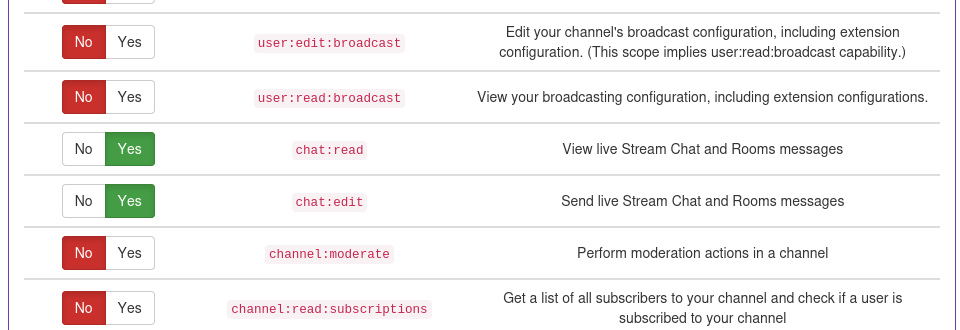 No Yes user:edit:broadcast Edit your channel's broadcast configuration, including extension
configuration. (This scope implies user:read:broadcast capability.)
No Yes user:read:broadcast View your broadcasting configuration, including extension configurations.
No Yes chat:read View live Stream Chat and Rooms messages
No Yes chat:edit Send live Stream Chat and Rooms messages
No Yes channel:moderate Perform moderation actions in a channel
No Yes channel:read:subscriptions Get a list of all subscribers to your channel and check if a user is
subscribed to your channel